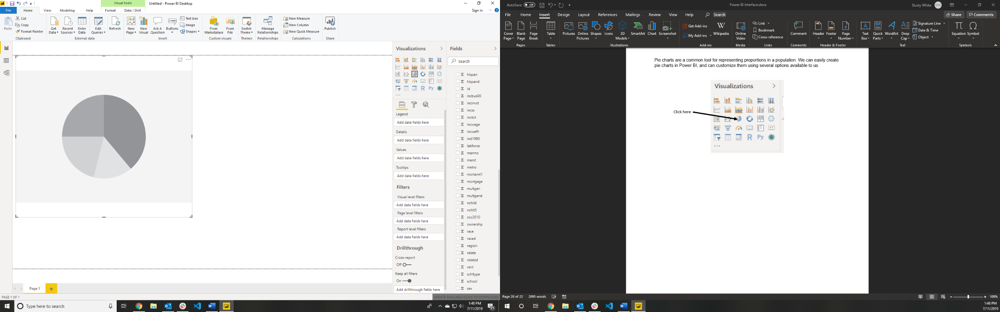 Visual tools
Untitled - Power BI Desktop
File Home View Modeling Help Format Data / Drill
Sign in
Paste
Cut
Copy
Format Painter
Clipboard
Get Data
Recent Sources
Enter Data
Edit Queries
Refresh
External data
New Page
New Visual
Ask A Question
Buttons
Text box
Image
Shapes
Insert
From Marketplace
From File
Custom visuals
Switch Theme
Themes
Manage Relationships
Relationships
New Measure
New Column
New Quick Measure
Calculations
Publish
Share
Visualizations
R
Py
Legend
Add data fields here
Details
Add data fields here
Values
Add data fields here
Tooltips
Add data fields here
Filters
Visual level filters
Add data fields here
Page level filters
Add data fields here
Report level filters
Add data fields here
Drillthrough
Cross-report
Off
Keep all filters
On
Add drillthrough fields here
Fields
Search
Σ hispan
Σ hispand
Σ id
Σ incbus00
Σ incinvst
Σ incss
Σ inctot
Σ incwage
Σ incwelfr
Σ ind1990
Σ labforce
Σ marrno
Σ marst
Σ metro
Σ mortamt1
Σ mortgage
Σ multgen
Σ multgend
Σ nchild
Σ nchlt5
Σ occ2010
Σ ownershp
Σ race
Σ raced
Σ region
Σ relate
Σ related
Σ rent
Σ schltype
Σ school
Σ sex
Page 1
PAGE 1 OF 1
UPDATE AVAILABLE (CLICK TO DOWNLOAD)
Type here to search
1:48 PM
7/11/2019
21
AutoSave Off
Power BI Interface.docx
Dusty White DW
File Home Insert Design Layout References Mailings Review View Help Search
Share Comments
Cover Page
Blank Page
Page Break
Pages
Table
Tables
Pictures
Online Pictures
Shapes
Icons
3D Models
SmartArt
Chart
Screenshot
Illustrations
Get Add-ins
My Add-ins
Wikipedia
Add-ins
Online Video
Media
Link
Bookmark
Cross-reference
Links
Comment
Comments
Header
Footer
Page Number
Header & Footer
Text Box
Quick Parts
WordArt
Drop Cap
Signature Line
Date & Time
Object
Text
Equation
Symbol
Symbols
Pie charts are a common tool for representing proportions in a population. We can easily create
pie charts in Power BI, and can customize them using several options available to us.
Visualizations
Click here
R
Py
Page 20 of 22 2095 words
100%
1:48 PM
7/11/2019